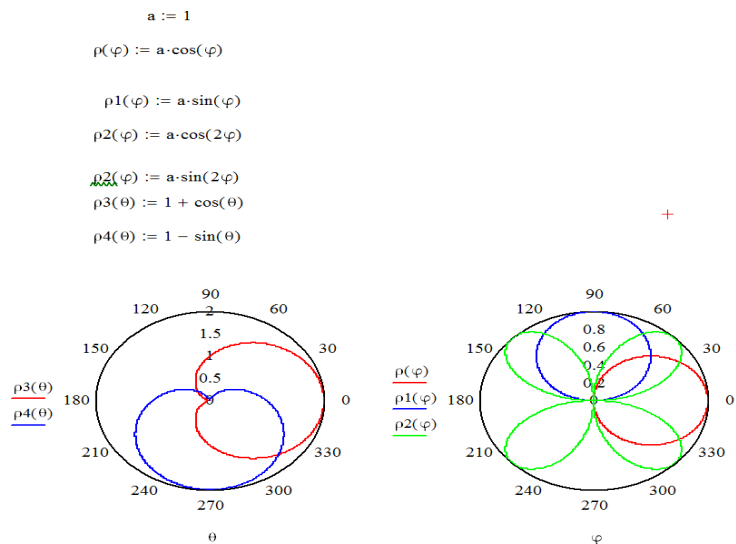 a := 1
ρ(φ) := a·cos(φ)
ρ1(φ) := a·sin(φ)
ρ2(φ) := a·cos(2φ)
ρ2(φ) := a·sin(2φ)
ρ3(θ) := 1 + cos(θ)
ρ4(θ) := 1 − sin(θ)
90
120 60
2
1.5
150 30
1
0.5
ρ3(θ)
180 0 0
ρ4(θ)
210 330
240 300
270
θ
90
120 60
0.8
150 0.6 30
0.4
0.2
ρ(φ)
ρ1(φ) 180 0 0
ρ2(φ)
210 330
240 300
270
φ